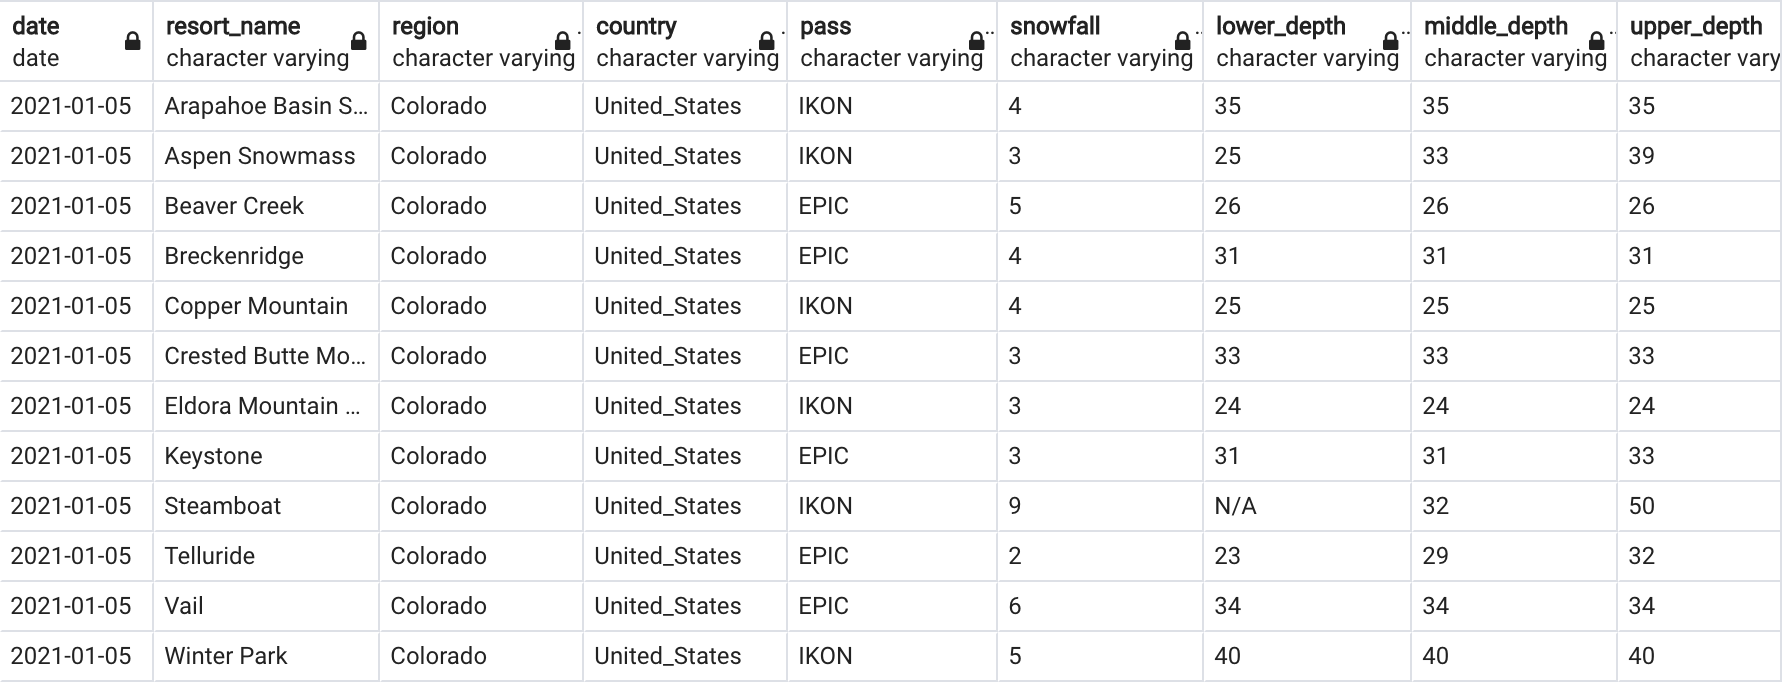 date resort_name region country pass snowfall lower_depth middle_depth upper_depth
date character varying character varying character varying character varying character varying character varying character varying character vary
2021-01-05 Arapahoe Basin S... Colorado United_States IKON 4 35 35 35
2021-01-05 Aspen Snowmass Colorado United_States IKON 3 25 33 39
2021-01-05 Beaver Creek Colorado United_States EPIC 5 26 26 26
2021-01-05 Breckenridge Colorado United_States EPIC 4 31 31 31
2021-01-05 Copper Mountain Colorado United_States IKON 4 25 25 25
2021-01-05 Crested Butte Mo... Colorado United_States EPIC 3 33 33 33
2021-01-05 Eldora Mountain ... Colorado United_States IKON 3 24 24 24
2021-01-05 Keystone Colorado United_States EPIC 3 31 31 33
2021-01-05 Steamboat Colorado United_States IKON 9 N/A 32 50
2021-01-05 Telluride Colorado United_States EPIC 2 23 29 32
2021-01-05 Vail Colorado United_States EPIC 6 34 34 34
2021-01-05 Winter Park Colorado United_States IKON 5 40 40 40